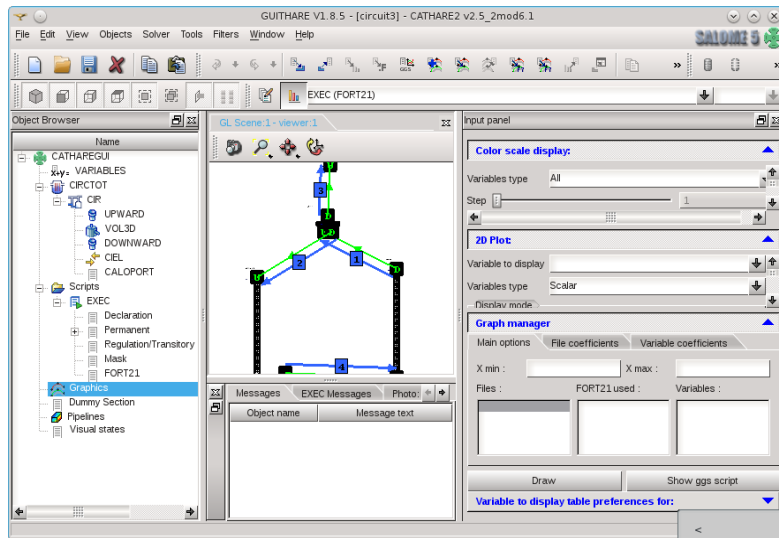 GUITHARE V1.8.5 - [circuit3] - CATHARE2 v2.5_2mod6.1
File Edit View Objects Solver Tools Filters Window Help
SALOME 5
»
»
EXEC (FORT21)
Object Browser
Name
CATHAREGUI
x+y= VARIABLES
CIRCTOT
CIR
UPWARD
VOL3D
DOWNWARD
CIEL
CALOPORT
Scripts
EXEC
Declaration
Permanent
Regulation/Transitory
Mask
FORT21
Graphics
Dummy Section
Pipelines
Visual states
GL Scene:1 - viewer:1
3
2
1
4
Messages EXEC Messages Photo:
Object name Message text
Input panel
Color scale display:
Variables type All
Step 1
2D Plot:
Variable to display
Variables type Scalar
Display mode
Graph manager
Main options File coefficients Variable coefficients
X min : X max :
Files : FORT21 used : Variables :
Draw Show ggs script
Variable to display table preferences for:
<